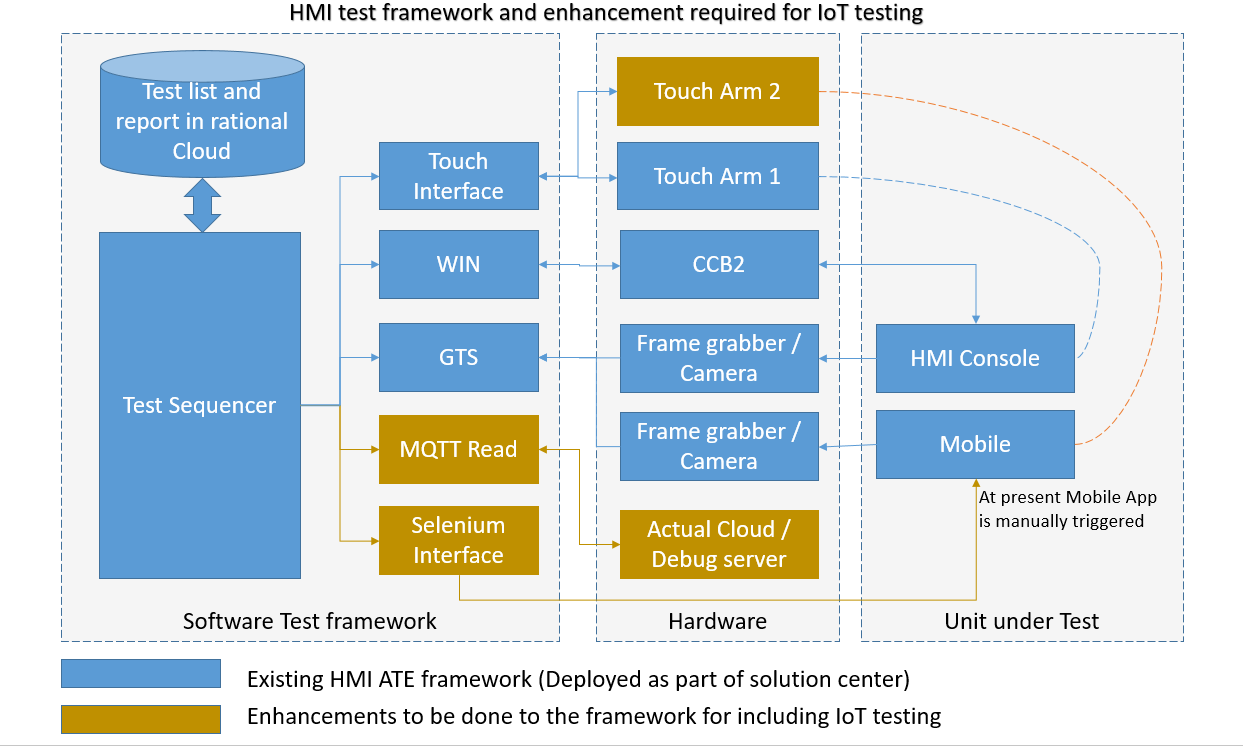 HMI test framework and enhancement required for IoT testing
Test list and
report in rational
Cloud
Test Sequencer
Touch
Interface
WIN
GTS
MQTT Read
Selenium
Interface
Software Test framework
Touch Arm 2
Touch Arm 1
CCB2
Frame grabber /
Camera
Frame grabber /
Camera
Actual Cloud /
Debug server
Hardware
HMI Console
Mobile
At present Mobile App
is manually triggered
Unit under Test
Existing HMI ATE framework (Deployed as part of solution center)
Enhancements to be done to the framework for including IoT testing